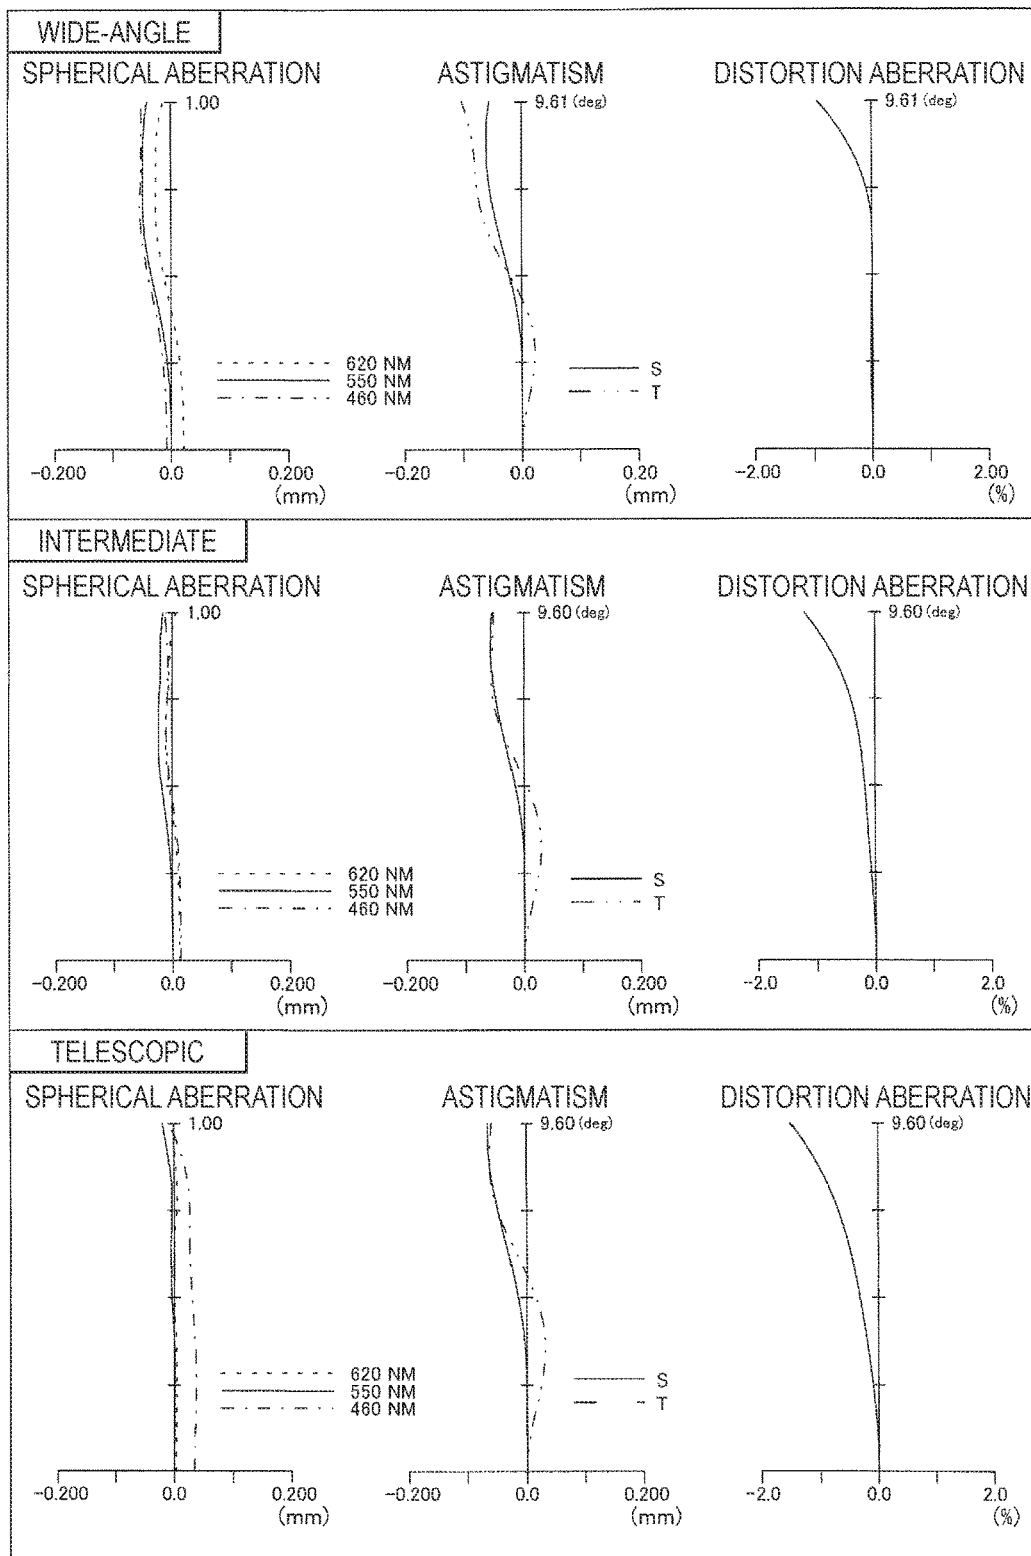 WIDE-ANGLE
SPHERICAL ABERRATION ASTIGMATISM DISTORTION ABERRATION
1.00 9.61 (deg) 9.61 (deg)
620 NM
550 NM S
460 NM T
-0.200 0.0 0.200 -0.20 0.0 0.20 -2.00 0.0 2.00
(mm) (mm) (%)
INTERMEDIATE
SPHERICAL ABERRATION ASTIGMATISM DISTORTION ABERRATION
1.00 9.60 (deg) 9.60 (deg)
620 NM S
550 NM
460 NM T
-0.200 0.0 0.200 -0.200 0.0 0.200 -2.0 0.0 2.0
(mm) (mm) (%)
TELESCOPIC
SPHERICAL ABERRATION ASTIGMATISM DISTORTION ABERRATION
1.00 9.60 (deg) 9.60 (deg)
620 NM S
550 NM
460 NM T
-0.200 0.0 0.200 -0.200 0.0 0.200 -2.0 0.0 2.0
(mm) (mm) (%)